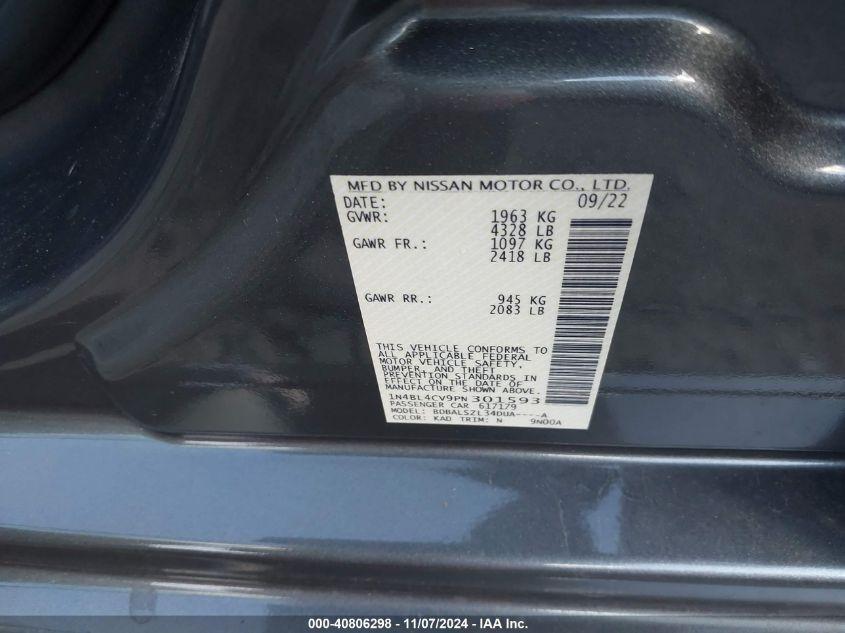 MFD BY NISSAN MOTOR CO., LTD.
DATE: 09/22
GVWR: 1963 KG
4328 LB
GAWR FR.: 1097 KG
2418 LB
GAWR RR.: 945 KG
2083 LB
THIS VEHICLE CONFORMS TO
ALL APPLICABLE FEDERAL
MOTOR VEHICLE SAFETY,
BUMPER, AND THEFT
PREVENTION STANDARDS IN
EFFECT ON THE DATE OF
MANUFACTURE SHOWN ABOVE.
1N4BL4CV9PN301593
PASSENGER CAR 617179
MODEL: BDBALSZL34DUA----A
COLOR: KAD TRIM: N 9N00A
000-40806298 - 11/07/2024 - IAA Inc.